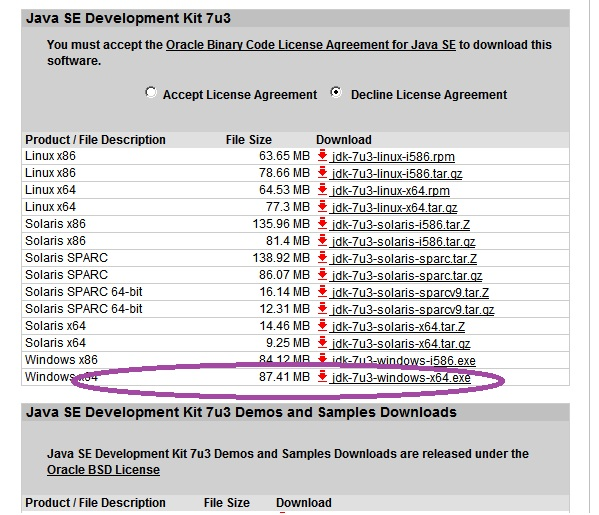 Java SE Development Kit 7u3
You must accept the Oracle Binary Code License Agreement for Java SE to download this
software.
Accept License Agreement Decline License Agreement
Product / File Description File Size Download
Linux x86 63.65 MB jdk-7u3-linux-i586.rpm
Linux x86 78.66 MB jdk-7u3-linux-i586.tar.gz
Linux x64 64.53 MB jdk-7u3-linux-x64.rpm
Linux x64 77.3 MB jdk-7u3-linux-x64.tar.gz
Solaris x86 135.96 MB jdk-7u3-solaris-i586.tar.Z
Solaris x86 81.4 MB jdk-7u3-solaris-i586.tar.gz
Solaris SPARC 138.92 MB jdk-7u3-solaris-sparc.tar.Z
Solaris SPARC 86.07 MB jdk-7u3-solaris-sparc.tar.gz
Solaris SPARC 64-bit 16.14 MB jdk-7u3-solaris-sparcv9.tar.Z
Solaris SPARC 64-bit 12.31 MB jdk-7u3-solaris-sparcv9.tar.gz
Solaris x64 14.46 MB jdk-7u3-solaris-x64.tar.Z
Solaris x64 9.25 MB jdk-7u3-solaris-x64.tar.gz
Windows x86 84.12 MB jdk-7u3-windows-i586.exe
Windows x64 87.41 MB jdk-7u3-windows-x64.exe
Java SE Development Kit 7u3 Demos and Samples Downloads
Java SE Development Kit 7u3 Demos and Samples Downloads are released under the
Oracle BSD License
Product / File Description File Size Download